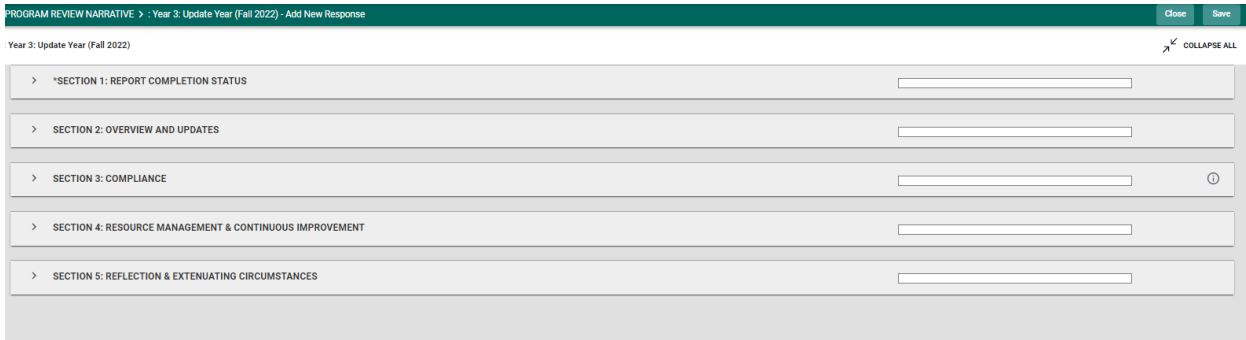 PROGRAM REVIEW NARRATIVE > : Year 3: Update Year (Fall 2022) - Add New Response
Close
Save
: Year 3: Update Year (Fall 2022)
COLLAPSE ALL
*SECTION 1: REPORT COMPLETION STATUS
SECTION 2: OVERVIEW AND UPDATES
SECTION 3: COMPLIANCE
SECTION 4: RESOURCE MANAGEMENT & CONTINUOUS IMPROVEMENT
SECTION 5: REFLECTION & EXTENUATING CIRCUMSTANCES